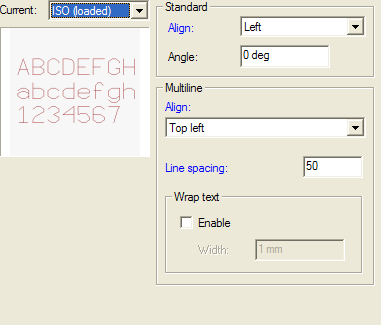 Current: ISO (loaded)
ABCDEFGH
abcdefgh
1234567
Standard
Align: Left
Angle: 0 deg
Multiline
Align:
Top left
Line spacing: 50
Wrap text
Enable
Width: 1 mm